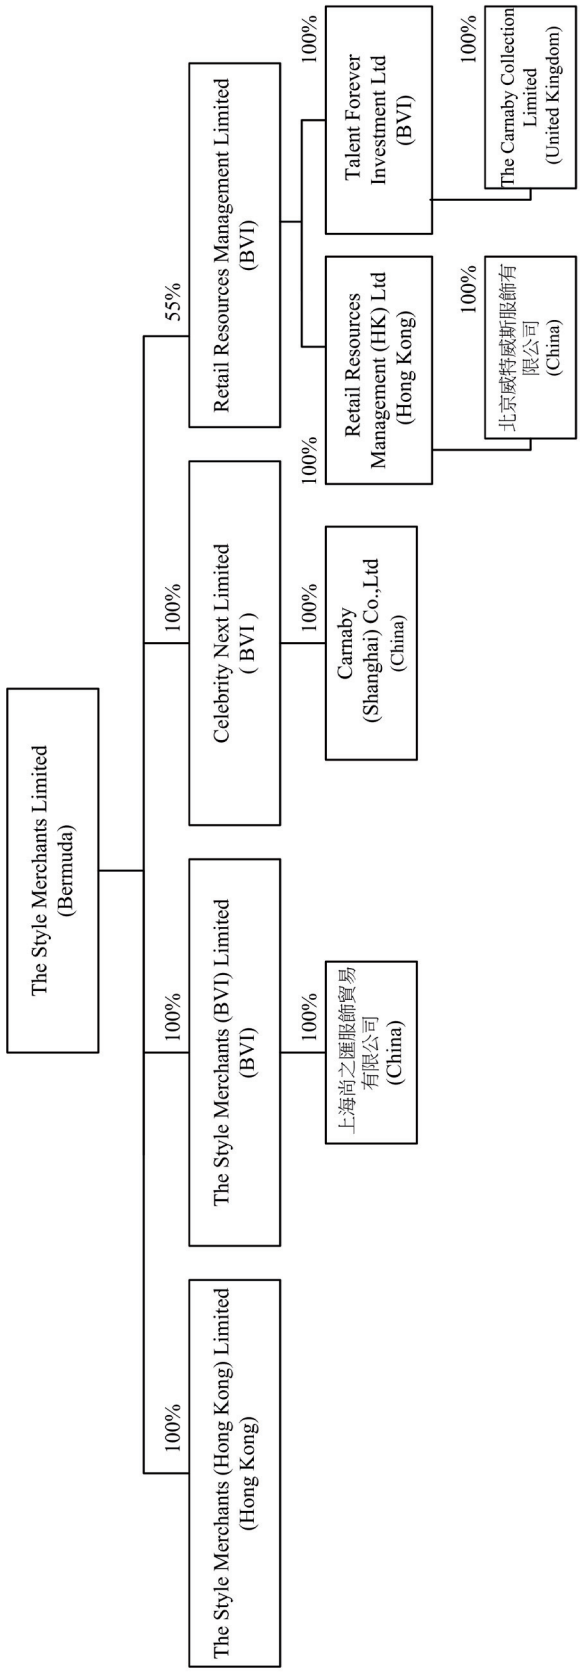 The Style Merchants Limited
(Bermuda)
100%
The Style Merchants (Hong Kong) Limited
(Hong Kong)
100%
The Style Merchants (BVI) Limited
(BVI)
100%
Celebrity Next Limited
( BVI )
55%
Retail Resources Management Limited
(BVI)
100%
上海尚之匯服飾貿易
有限公司
(China)
100%
Carnaby
(Shanghai) Co.,Ltd
(China)
100%
Retail Resources
Management (HK) Ltd
(Hong Kong)
100%
Talent Forever
Investment Ltd
(BVI)
100%
北京威特威斯服飾有
限公司
(China)
100%
The Carnaby Collection
Limited
(United Kingdom)